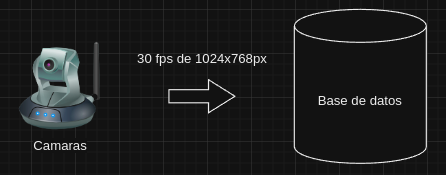 30 fps de 1024x768px
Base de datos
Camaras